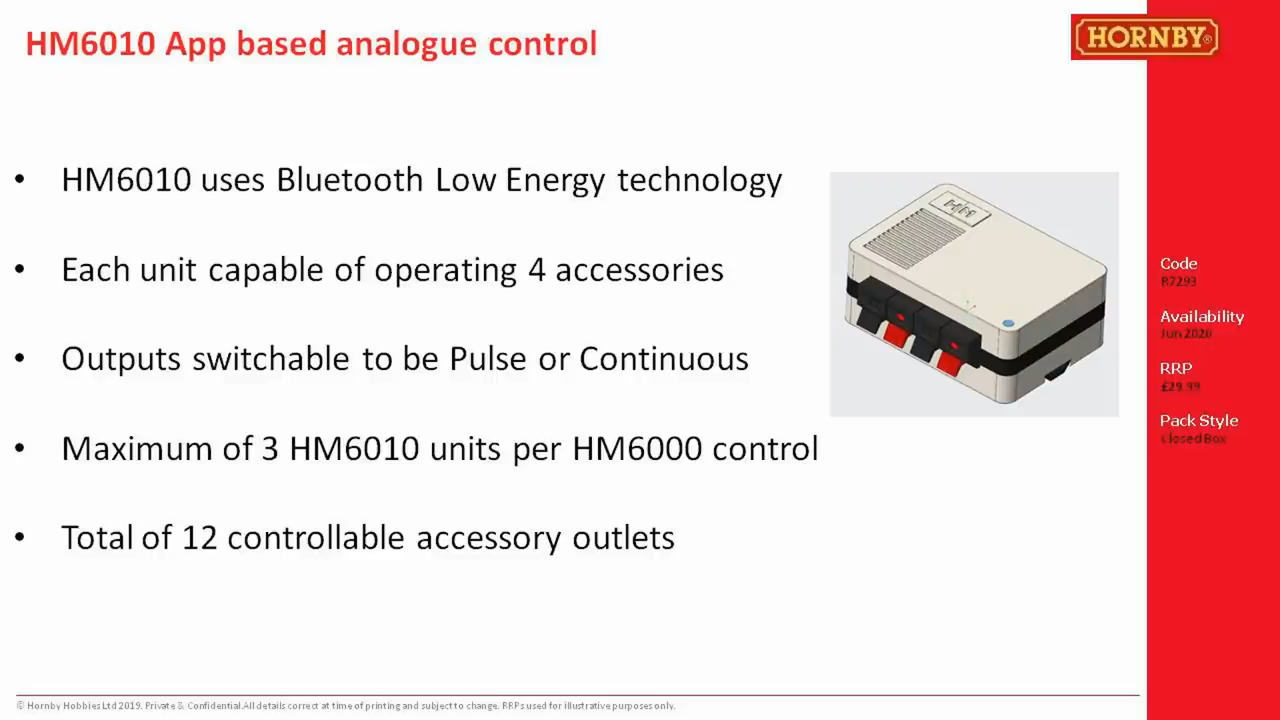 HM6010 App based analogue control
HORNBY®
• HM6010 uses Bluetooth Low Energy technology
• Each unit capable of operating 4 accessories
• Outputs switchable to be Pulse or Continuous
• Maximum of 3 HM6010 units per HM6000 control
• Total of 12 controllable accessory outlets
HM
Code
R7293
Availability
Jun 2020
RRP
£29.99
Pack Style
Closed Box
© Hornby Hobbies Ltd 2019. Private & Confidential.All details correct at time of printing and subject to change. RRPs used for illustrative purposes only.